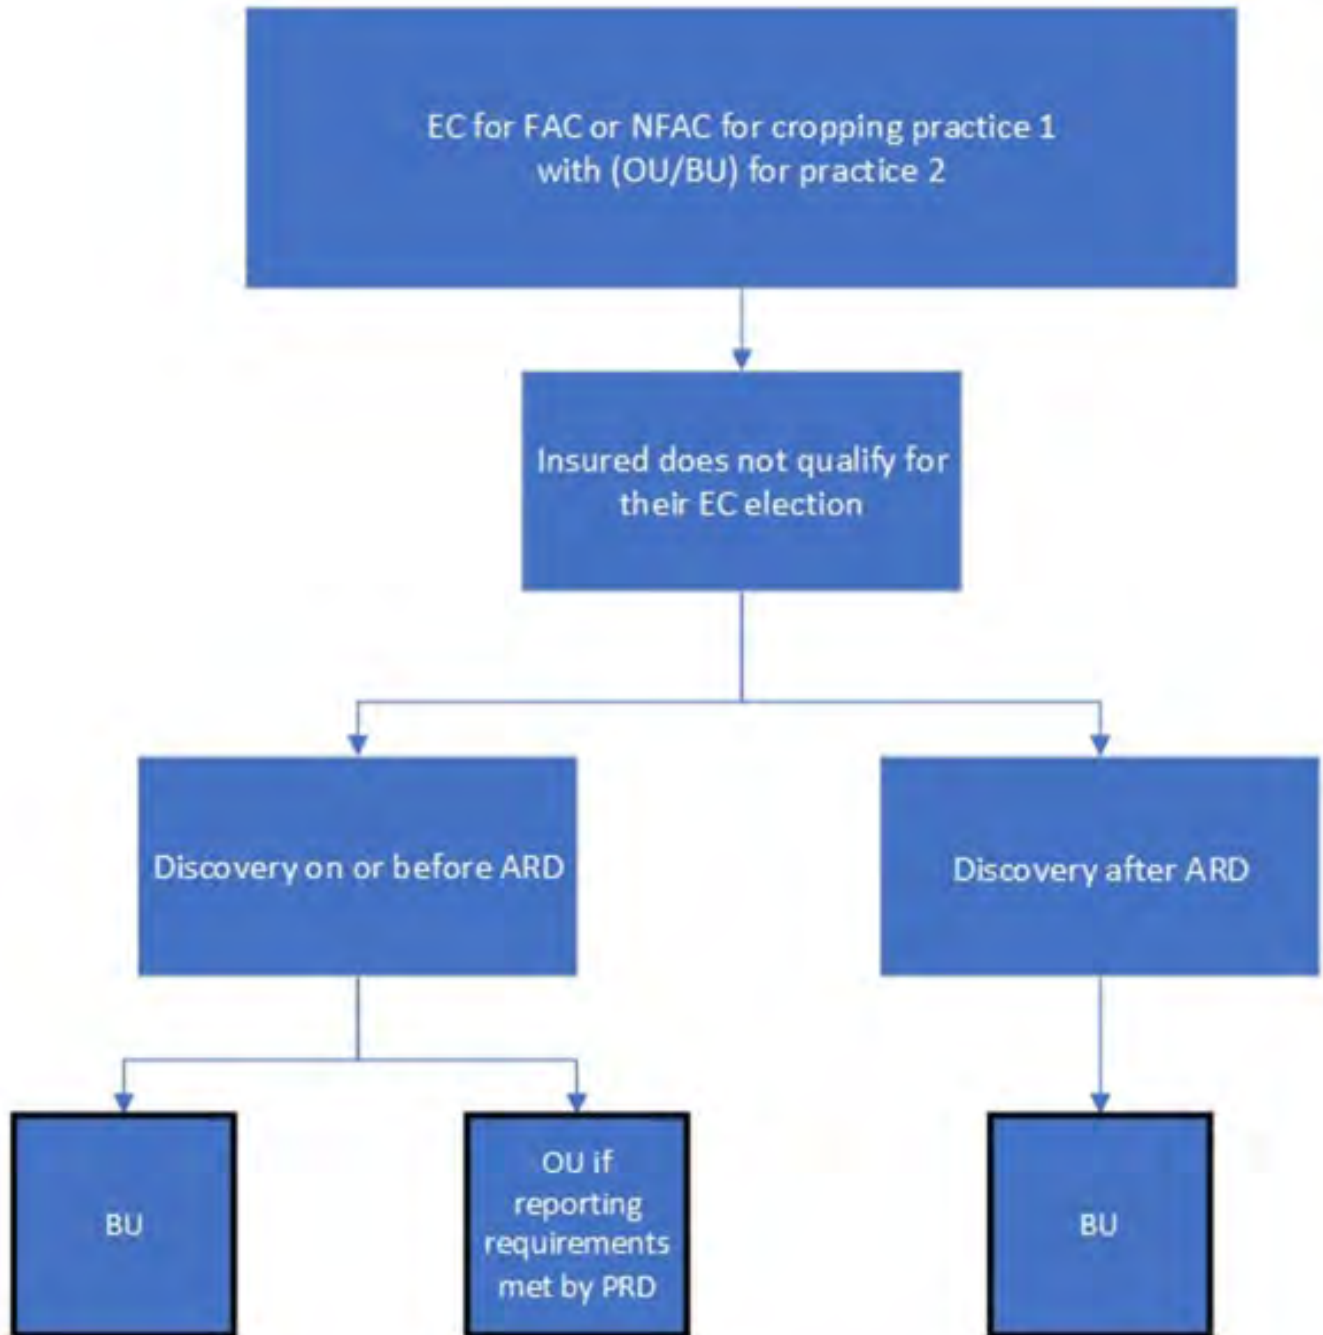 EC for FAC or NFAC for cropping practice 1
with (OU/BU) for practice 2
Insured does not qualify for
their EC election
Discovery on or before ARD
Discovery after ARD
BU
OU if
reporting
requirements
met by PRD
BU